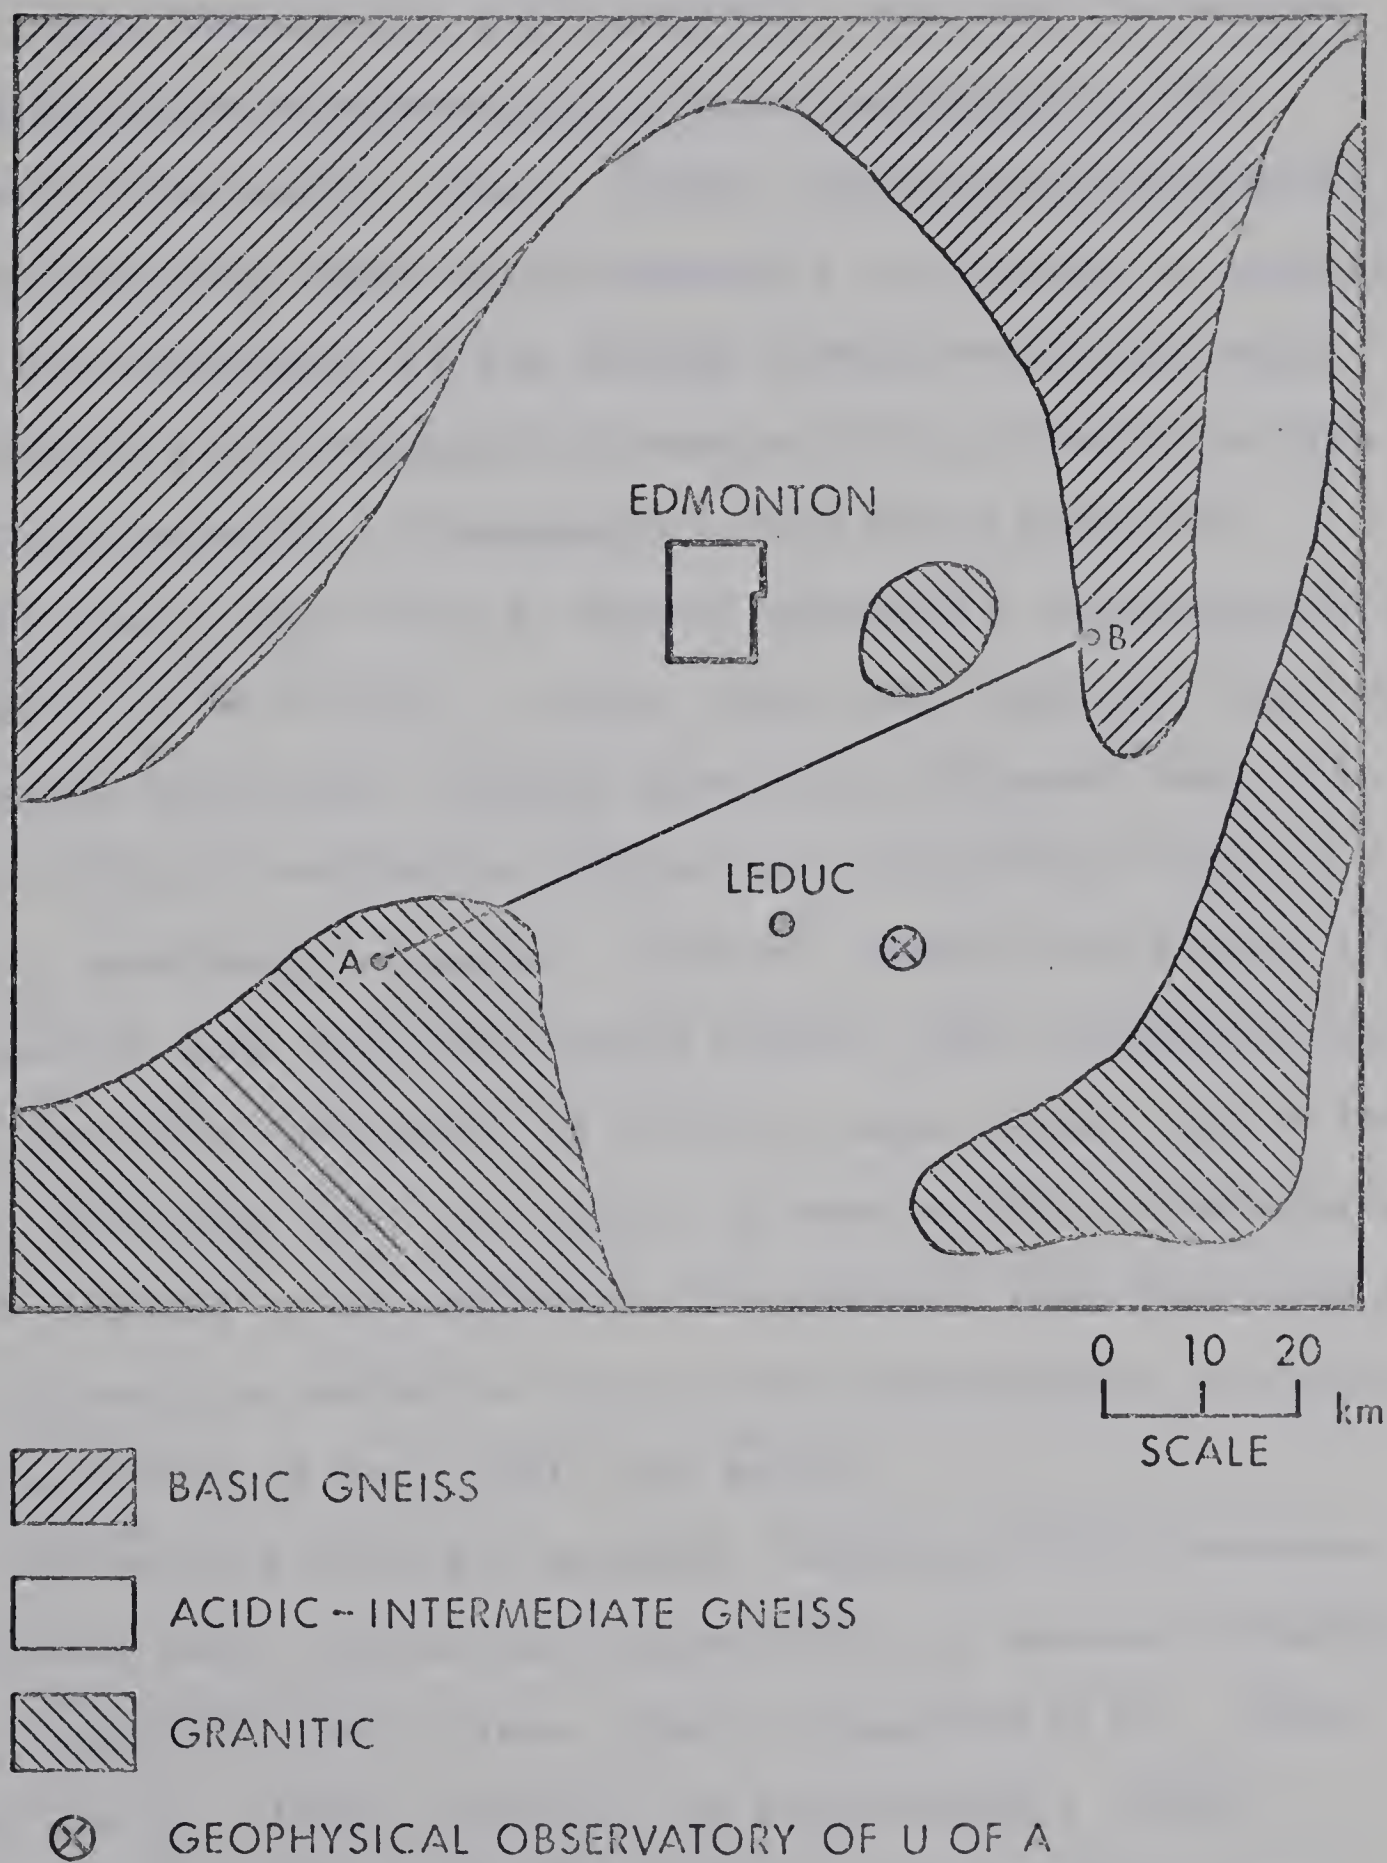 EDMONTON
B
LEDUC
A
0 10 20
km
SCALE
BASIC GNEISS
ACIDIC - INTERMEDIATE GNEISS
GRANITIC
GEOPHYSICAL OBSERVATORY OF U OF A